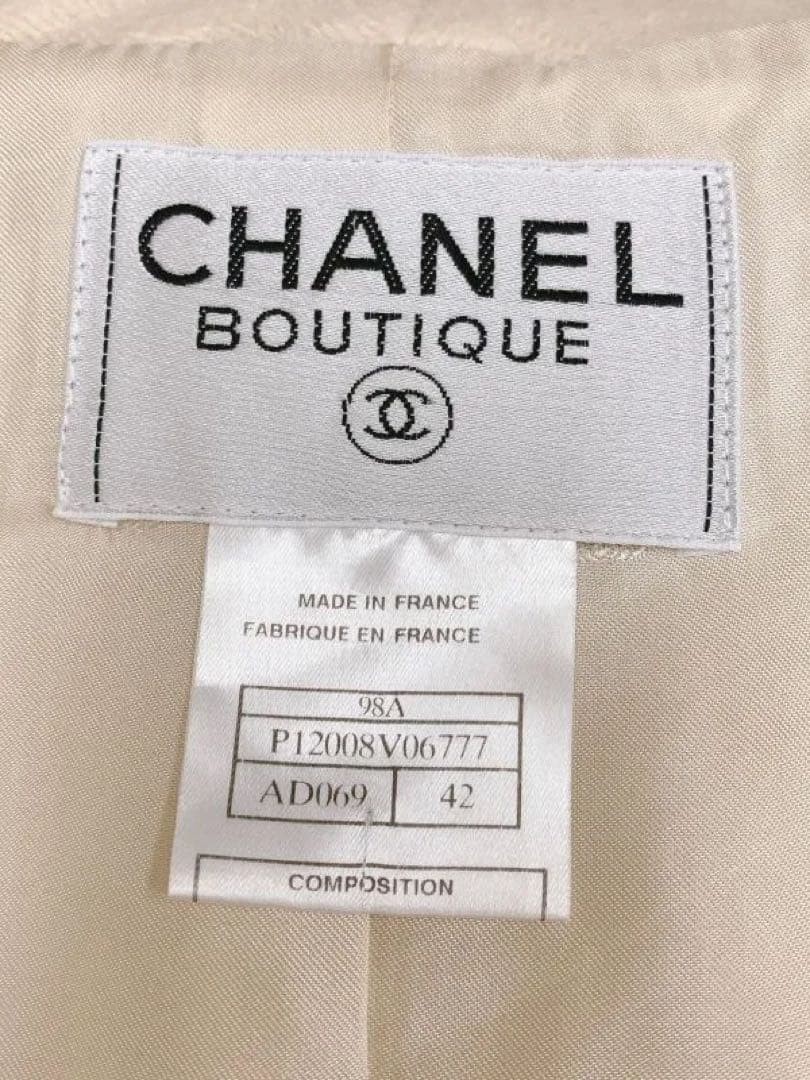 CHANEL
BOUTIQUE
MADE IN FRANCE
FABRIQUE EN FRANCE
98A
P12008V06777
AD069 42
COMPOSITION